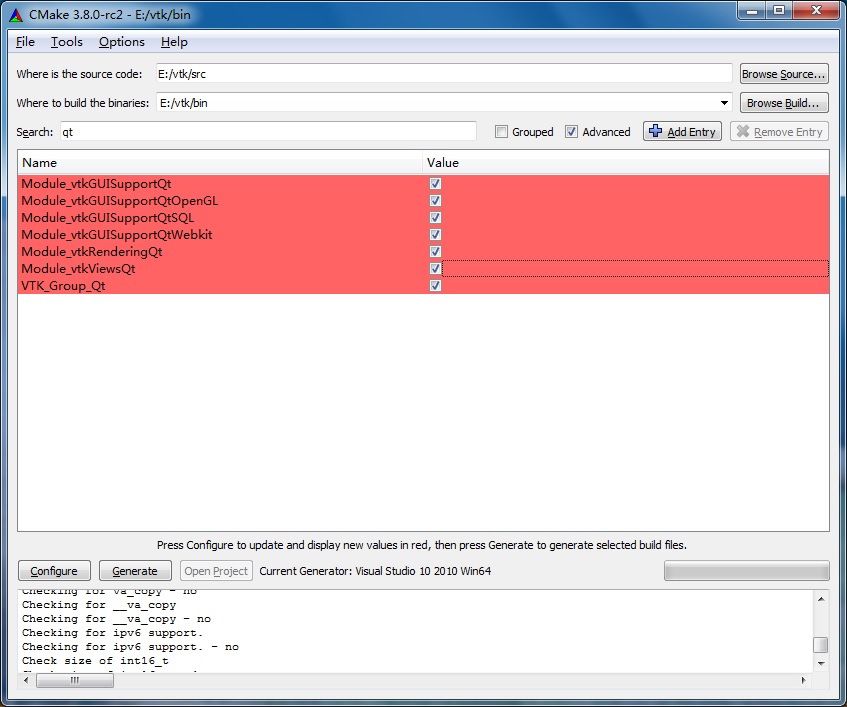 CMake 3.8.0-rc2 - E:/vtk/bin
File Tools Options Help
Where is the source code: E:/vtk/src Browse Source...
Where to build the binaries: E:/vtk/bin Browse Build...
Search: qt Grouped Advanced Add Entry Remove Entry
Name Value
Module_vtkGUISupportQt
Module_vtkGUISupportQtOpenGL
Module_vtkGUISupportQtSQL
Module_vtkGUISupportQtWebkit
Module_vtkRenderingQt
Module_vtkViewsQt
VTK_Group_Qt
Press Configure to update and display new values in red, then press Generate to generate selected build files.
Configure Generate Open Project Current Generator: Visual Studio 10 2010 Win64
Checking for va_copy - no
Checking for __va_copy
Checking for __va_copy - no
Checking for ipv6 support.
Checking for ipv6 support. - no
Check size of int16_t